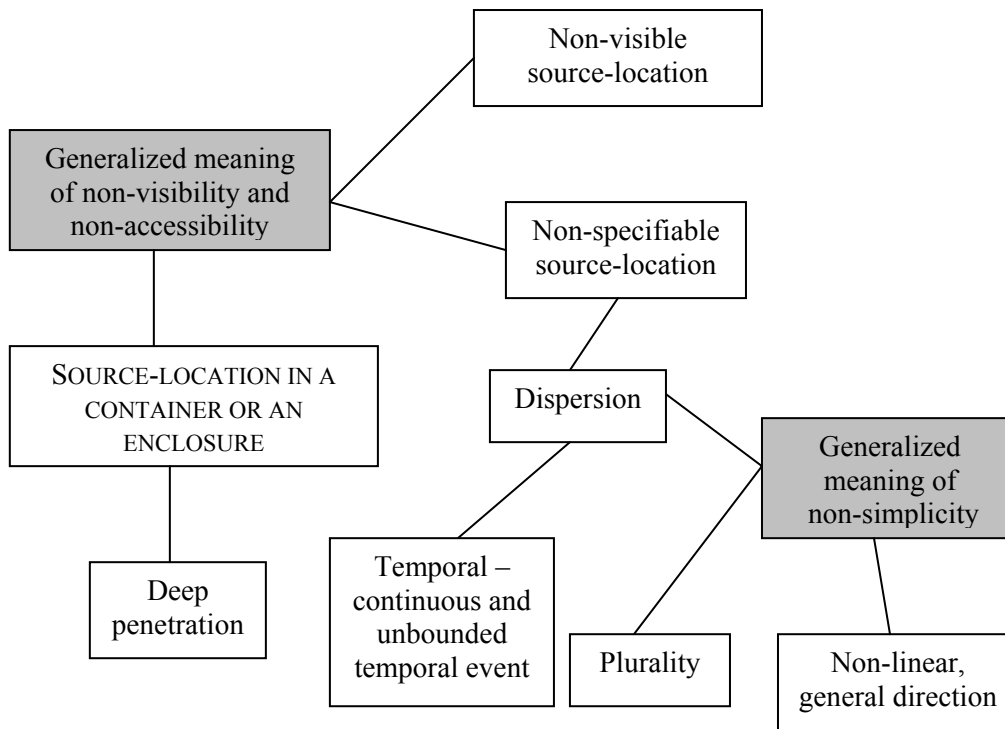 Non-visible
source-location
Generalized meaning
of non-visibility and
non-accessibility
Non-specifiable
source-location
SOURCE-LOCATION IN A
CONTAINER OR AN
ENCLOSURE
Dispersion
Generalized
meaning of
non-simplicity
Deep
penetration
Temporal –
continuous and
unbounded
temporal event
Plurality
Non-linear,
general direction